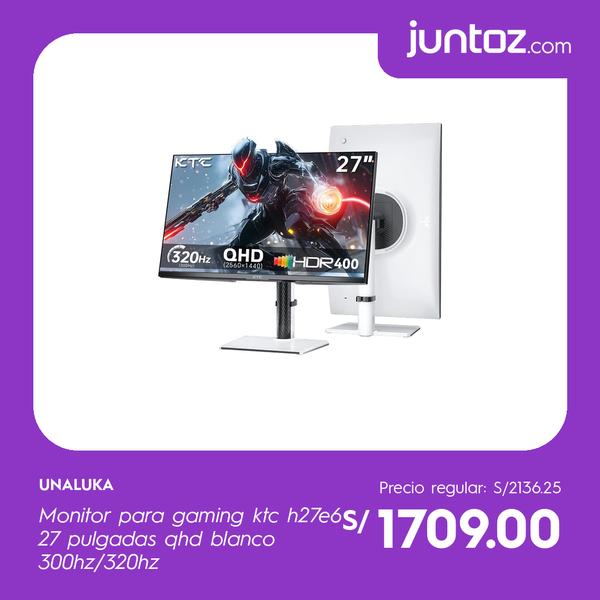 juntoz.com
KTC
27"
320Hz
QHD
(2560×1440)
HDR400
UNALUKA
Precio regular: S/2136.25
Monitor para gaming ktc h27e6
27 pulgadas qhd blanco
300hz/320hz
S/ 1709.00